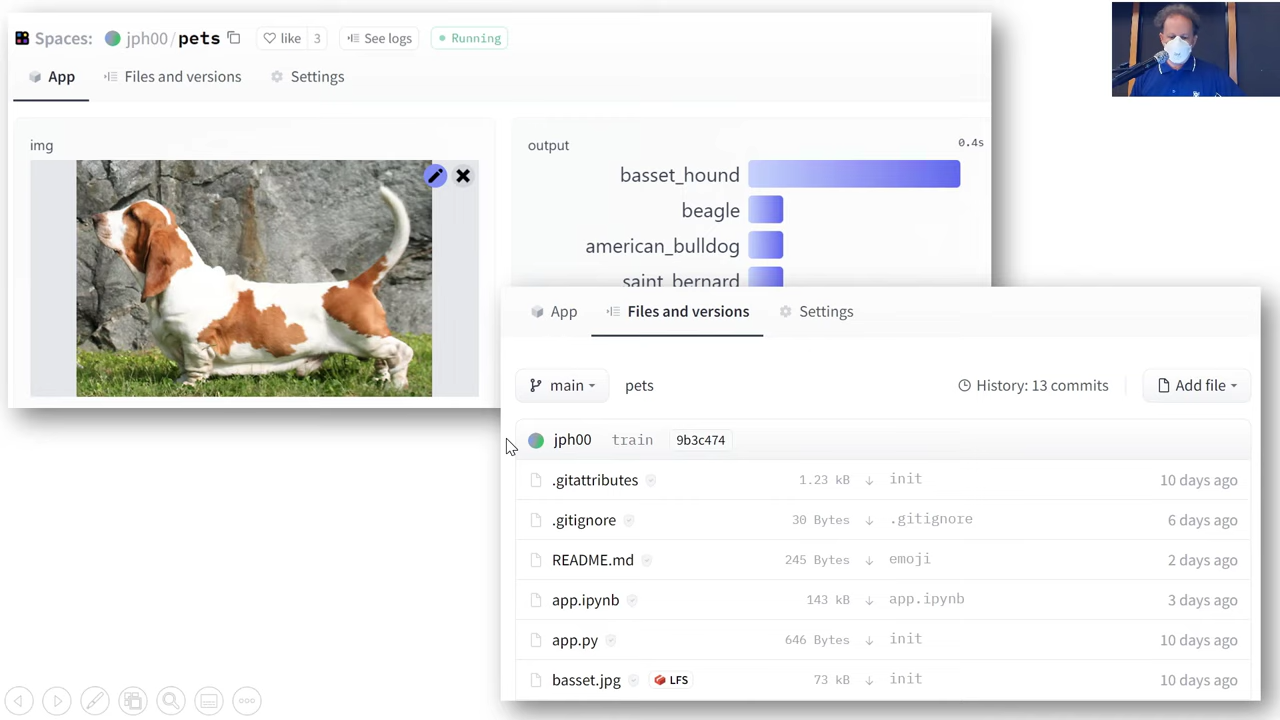 Spaces: jph00/pets like 3 See logs Running
App Files and versions Settings
img
output 0.4s
basset_hound
beagle
american_bulldog
saint_bernard
App Files and versions Settings
main pets History: 13 commits Add file
jph00 train 9b3c474
.gitattributes 1.23 kB init 10 days ago
.gitignore 30 Bytes .gitignore 6 days ago
README.md 245 Bytes emoji 2 days ago
app.ipynb 143 kB app.ipynb 3 days ago
app.py 646 Bytes init 10 days ago
basset.jpg LFS 73 kB init 10 days ago